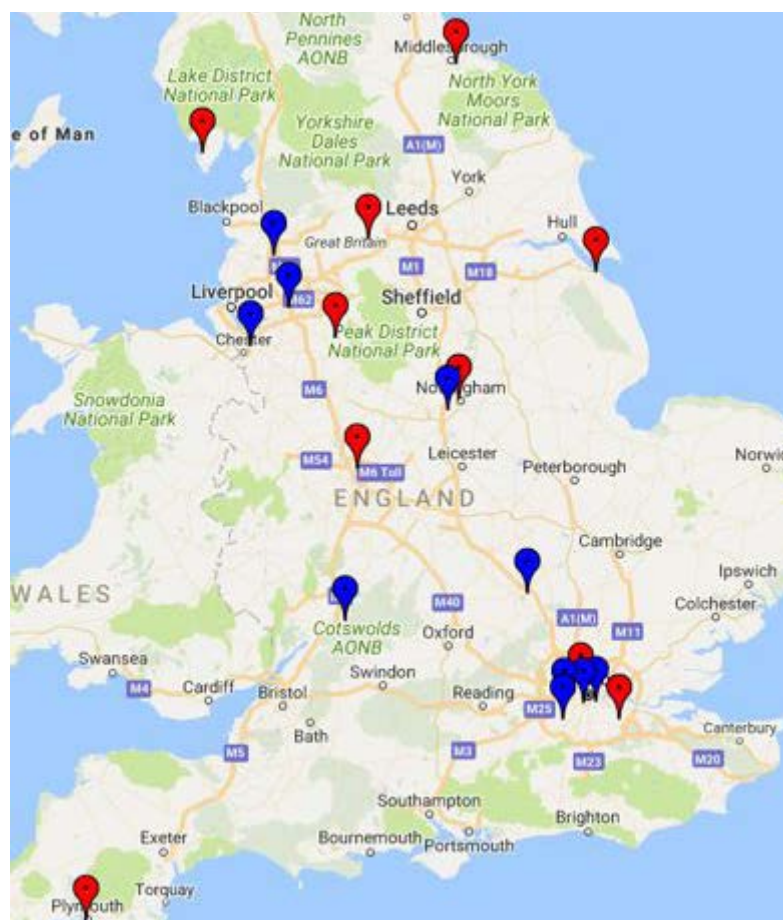 North
Pennines
AONB
Lake District
National Park
North York
Moors
National Park
e of Man
Yorkshire
Dales
National Park
A1(M)
York
Blackpool
Leeds
Hull
Great Britain
M1
M18
Liverpool
M62
Sheffield
Chester
Peak District
National Park
M6
Snowdonia
National Park
M54
M6 Toll
Leicester
Peterborough
Norwi
ENGLAND
Cambridge
WALES
Ipswich
A1(M)
M40
Colchester
M11
Cotswolds
AONB
Oxford
Swansea
M4
Cardiff
Swindon
Bristol
Reading
M25
Bath
Canterbury
M5
M3
M23
M20
Southampton
Brighton
Exeter
Bournemouth
Portsmouth
Torquay